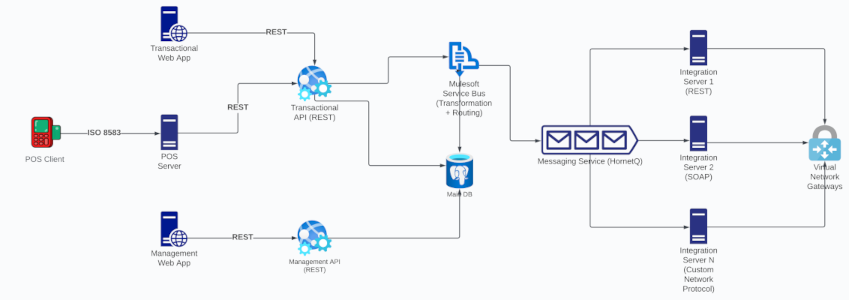 REST
Transactional
Web App
Mulesoft
Service Bus
(Transformation
+ Routing)
Integration
Server 1
(REST)
REST
Transactional
API (REST)
POS Client
ISO 8583
POS
Server
Messaging Service (HornetQ)
Integration
Server 2
(SOAP)
Virtual
Network
Gateways
Main DB
REST
Management
Web App
Management API
(REST)
Integration
Server N
(Custom
Network
Protocol)